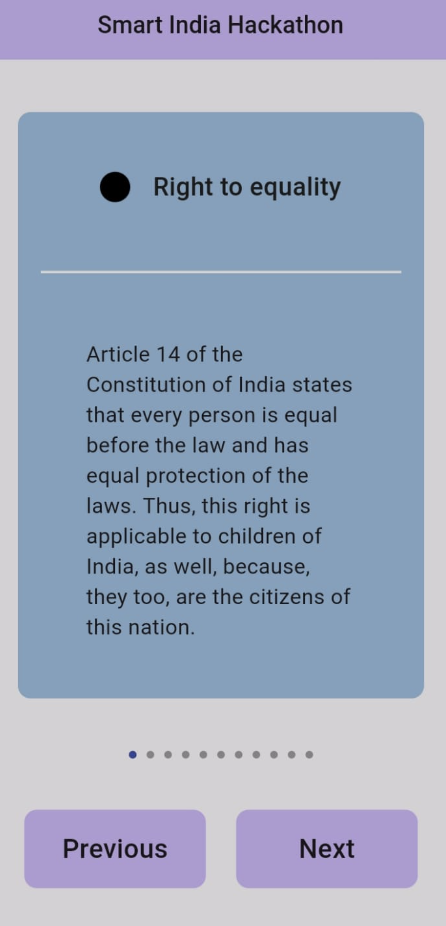 Smart India Hackathon
Right to equality
Article 14 of the
Constitution of India states
that every person is equal
before the law and has
equal protection of the
laws. Thus, this right is
applicable to children of
India, as well, because,
they too, are the citizens of
this nation.
Previous
Next